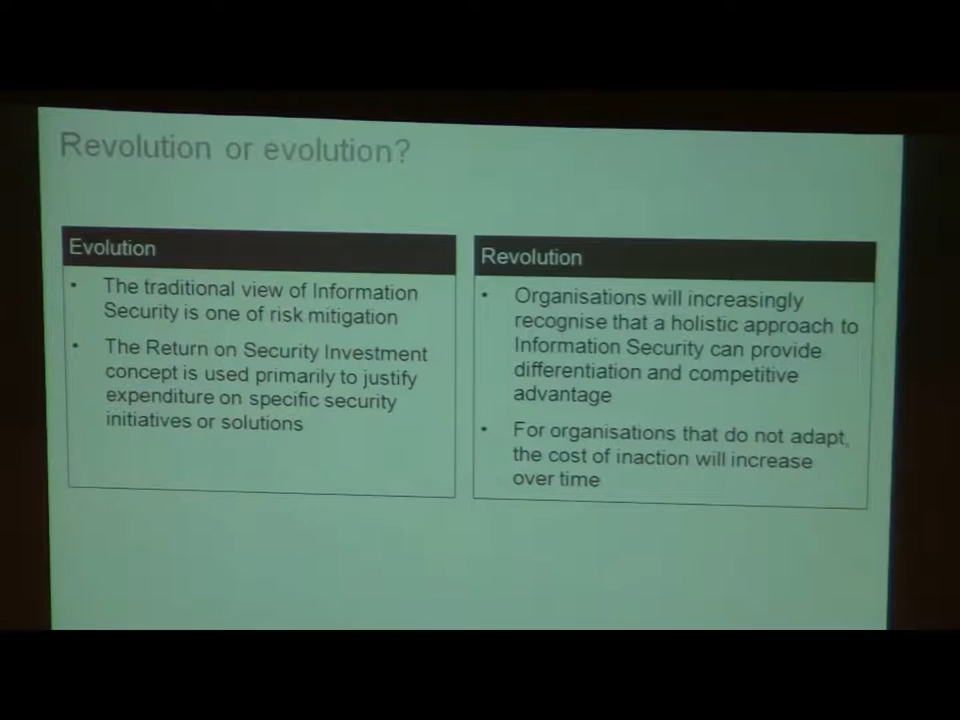 Revolution or evolution?
Evolution
• The traditional view of Information
Security is one of risk mitigation
• The Return on Security Investment
concept is used primarily to justify
expenditure on specific security
initiatives or solutions
Revolution
• Organisations will increasingly
recognise that a holistic approach to
Information Security can provide
differentiation and competitive
advantage
• For organisations that do not adapt,
the cost of inaction will increase
over time